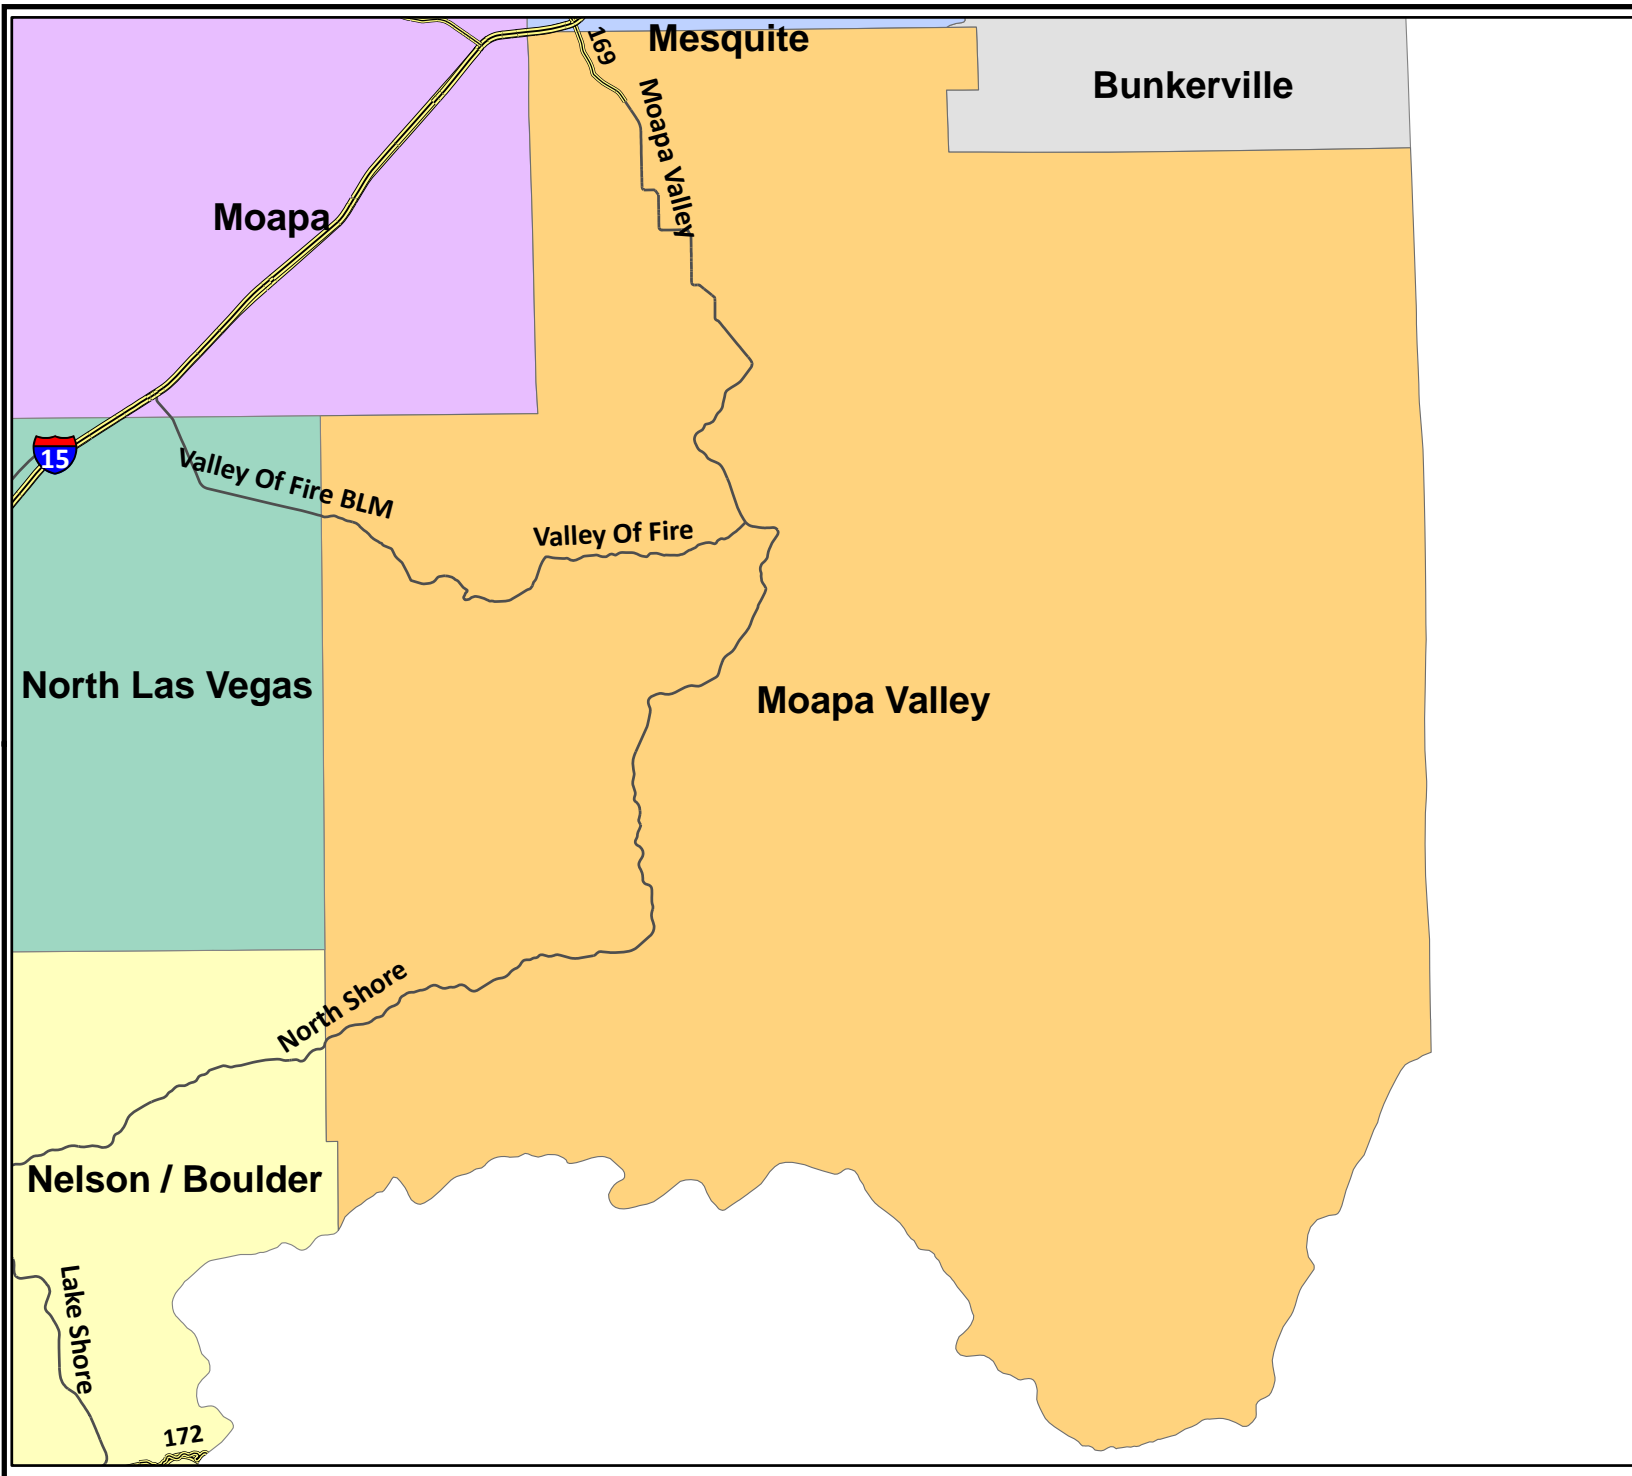 Mesquite
169
Bunkerville
Moapa Valley
Moapa
15
Valley Of Fire BLM
Valley Of Fire
North Las Vegas
Moapa Valley
North Shore
Nelson / Boulder
Lake Shore
172